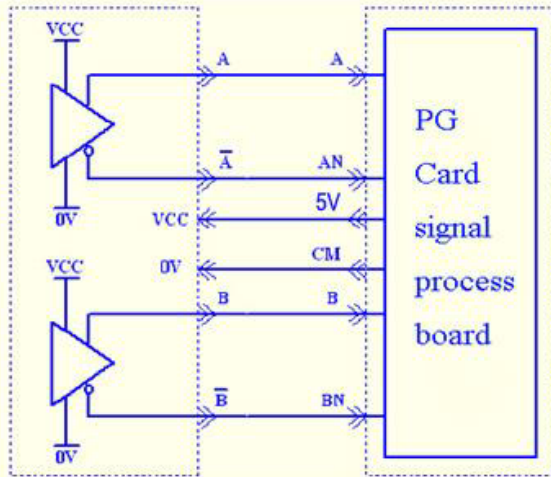 VCC
A A
A̅ AN
0V
VCC 5V
0V CM
VCC
B B
B̅ BN
0V
PG
Card
signal
process
board